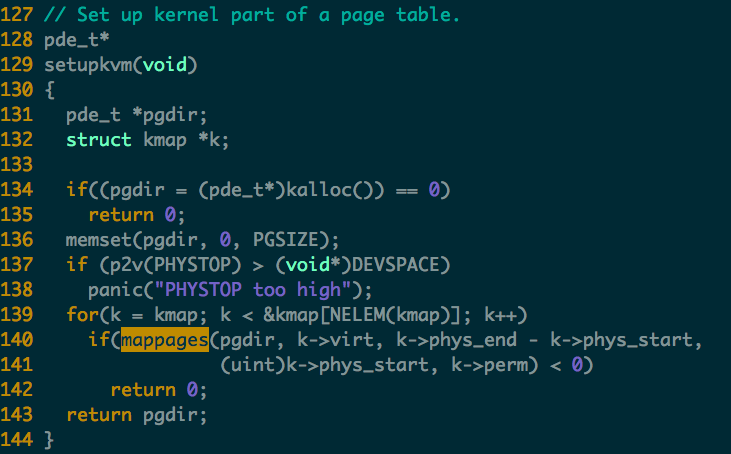 127 // Set up kernel part of a page table.
128 pde_t*
129 setupkvm(void)
130 {
131   pde_t *pgdir;
132   struct kmap *k;
133
134   if((pgdir = (pde_t*)kalloc()) == 0)
135     return 0;
136   memset(pgdir, 0, PGSIZE);
137   if (p2v(PHYSTOP) > (void*)DEVSPACE)
138     panic("PHYSTOP too high");
139   for(k = kmap; k < &kmap[NELEM(kmap)]; k++)
140     if(mappages(pgdir, k->virt, k->phys_end - k->phys_start,
141                 (uint)k->phys_start, k->perm) < 0)
142       return 0;
143   return pgdir;
144 }